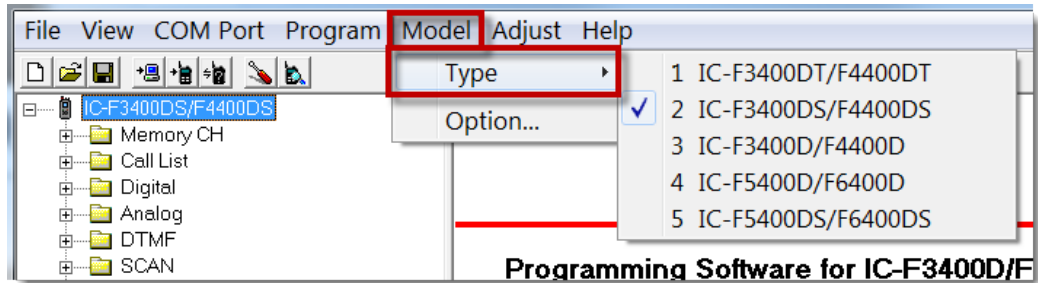 File View COM Port Program Model Adjust Help
Type
Option...
1 IC-F3400DT/F4400DT
2 IC-F3400DS/F4400DS
3 IC-F3400D/F4400D
4 IC-F5400D/F6400D
5 IC-F5400DS/F6400DS
IC-F3400DS/F4400DS
Memory CH
Call List
Digital
Analog
DTMF
SCAN
Programming Software for IC-F3400D/F